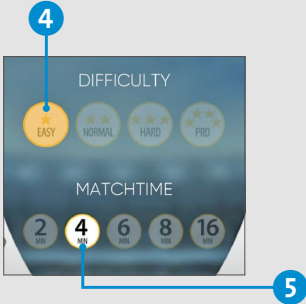 4
DIFFICULTY
EASY NORMAL HARD PRO
MATCHTIME
2 4 6 8 16
MIN MIN MIN MIN MIN
5